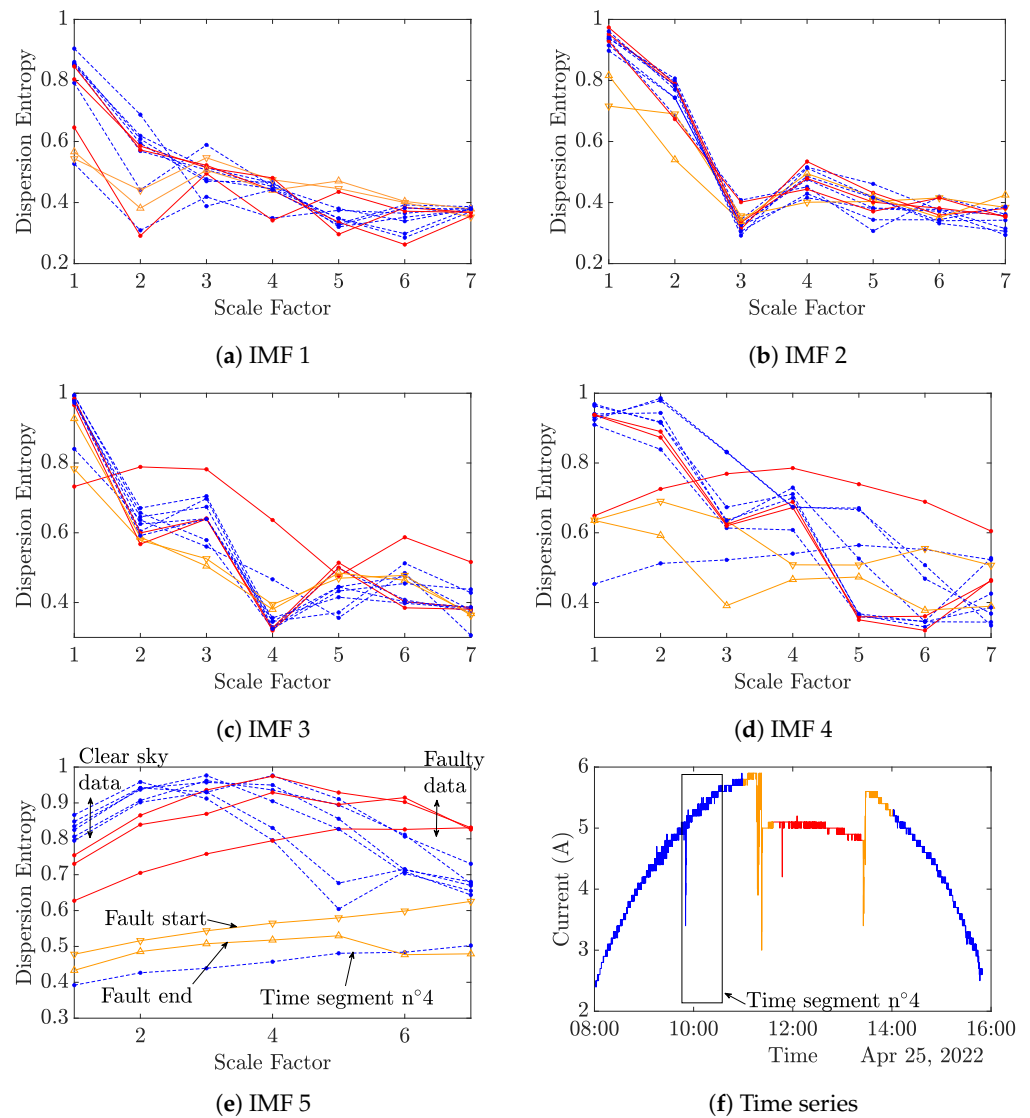 1
0.8
0.6
0.4
0.2
Dispersion Entropy
1 2 3 4 5 6 7
Scale Factor
(a) IMF 1
1
0.8
0.6
0.4
0.2
Dispersion Entropy
1 2 3 4 5 6 7
Scale Factor
(b) IMF 2
1
0.8
0.6
0.4
Dispersion Entropy
1 2 3 4 5 6 7
Scale Factor
(c) IMF 3
1
0.8
0.6
0.4
Dispersion Entropy
1 2 3 4 5 6 7
Scale Factor
(d) IMF 4
1
0.9
0.8
0.7
0.6
0.5
0.4
0.3
Dispersion Entropy
Clear sky
data
Faulty
data
Fault start
Fault end
Time segment n°4
2 3 4 5 6
Scale Factor
(e) IMF 5
6
5
4
3
2
Current (A)
Time segment n°4
08:00 10:00 12:00 14:00 16:00
Time Apr 25, 2022
(f) Time series